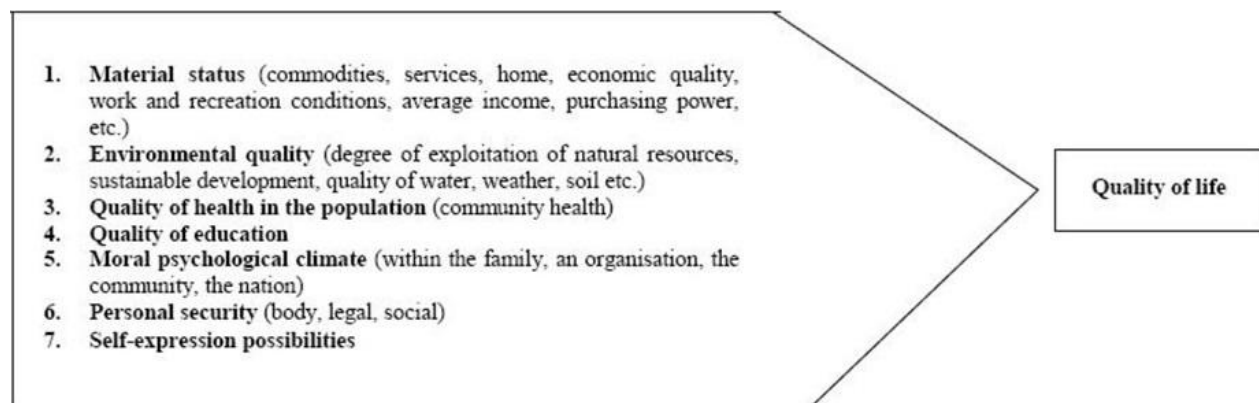 1. Material status (commodities, services, home, economic quality,
work and recreation conditions, average income, purchasing power,
etc.)
2. Environmental quality (degree of exploitation of natural resources,
sustainable development, quality of water, weather, soil etc.)
3. Quality of health in the population (community health)
4. Quality of education
5. Moral psychological climate (within the family, an organisation, the
community, the nation)
6. Personal security (body, legal, social)
7. Self-expression possibilities
Quality of life